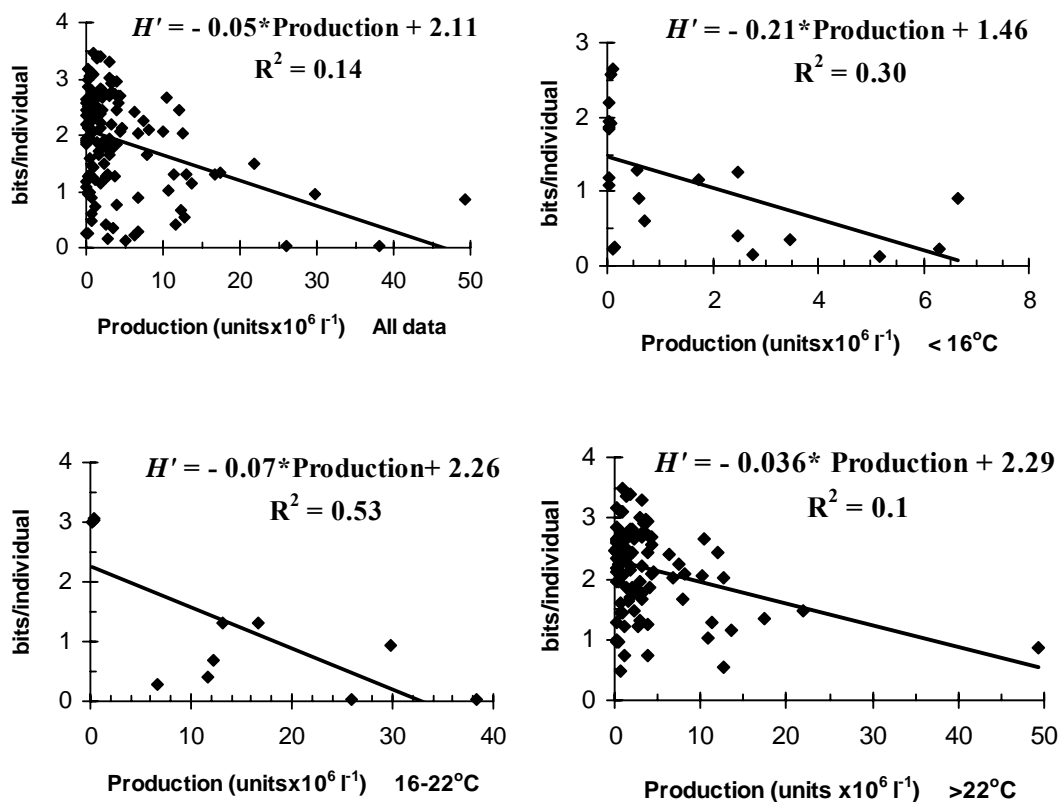 H' = - 0.05*Production + 2.11
R² = 0.14
bits/individual
4
3
2
1
0
0 10 20 30 40 50
Production (unitsx10⁶ l⁻¹) All data
H' = - 0.21*Production + 1.46
R² = 0.30
bits/individual
3
2
1
0
0 2 4 6 8
Production (unitsx10⁶ l⁻¹) < 16°C
H' = - 0.07*Production+ 2.26
R² = 0.53
bits/individual
4
3
2
1
0
0 10 20 30 40
Production (unitsx10⁶ l⁻¹) 16-22°C
H' = - 0.036* Production + 2.29
R² = 0.1
bits/individual
4
3
2
1
0
0 10 20 30 40 50
Production (units x10⁶ l⁻¹) >22°C